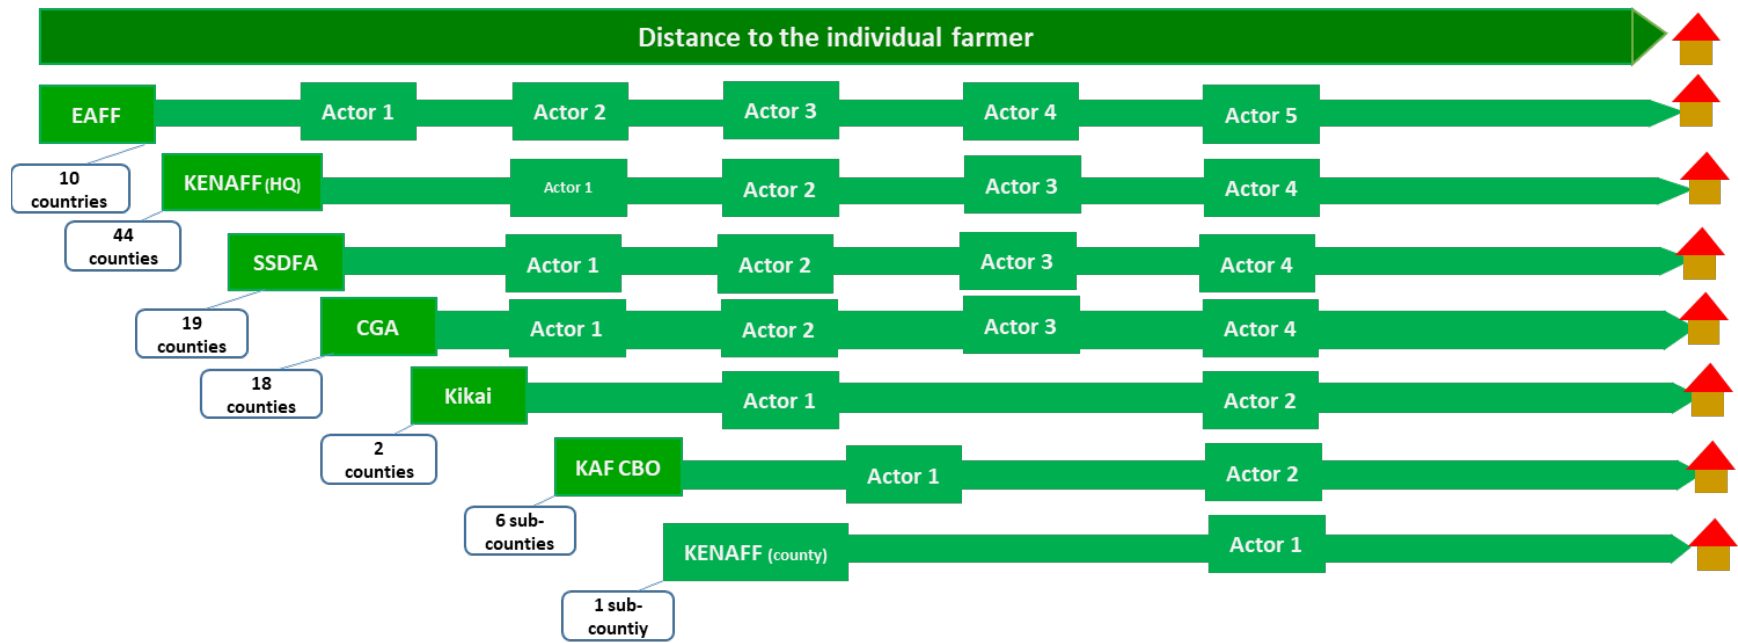 Distance to the individual farmer
EAFF
Actor 1
Actor 2
Actor 3
Actor 4
Actor 5
10
countries
KENAFF (HQ)
Actor 1
Actor 2
Actor 3
Actor 4
44
counties
SSDFA
Actor 1
Actor 2
Actor 3
Actor 4
19
counties
CGA
Actor 1
Actor 2
Actor 3
Actor 4
18
counties
Kikai
Actor 1
Actor 2
2
counties
KAF CBO
Actor 1
Actor 2
6 sub-
counties
KENAFF (county)
Actor 1
1 sub-
countiy